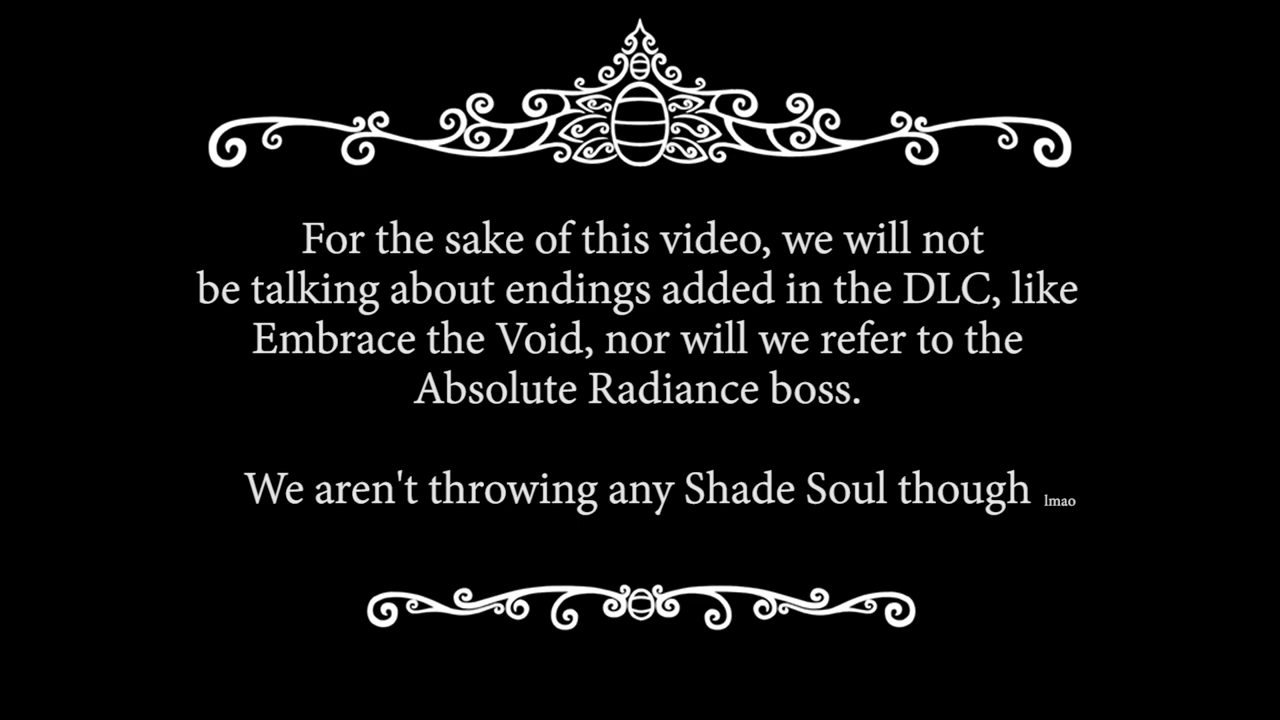 For the sake of this video, we will not
be talking about endings added in the DLC, like
Embrace the Void, nor will we refer to the
Absolute Radiance boss.
We aren't throwing any Shade Soul though lmao